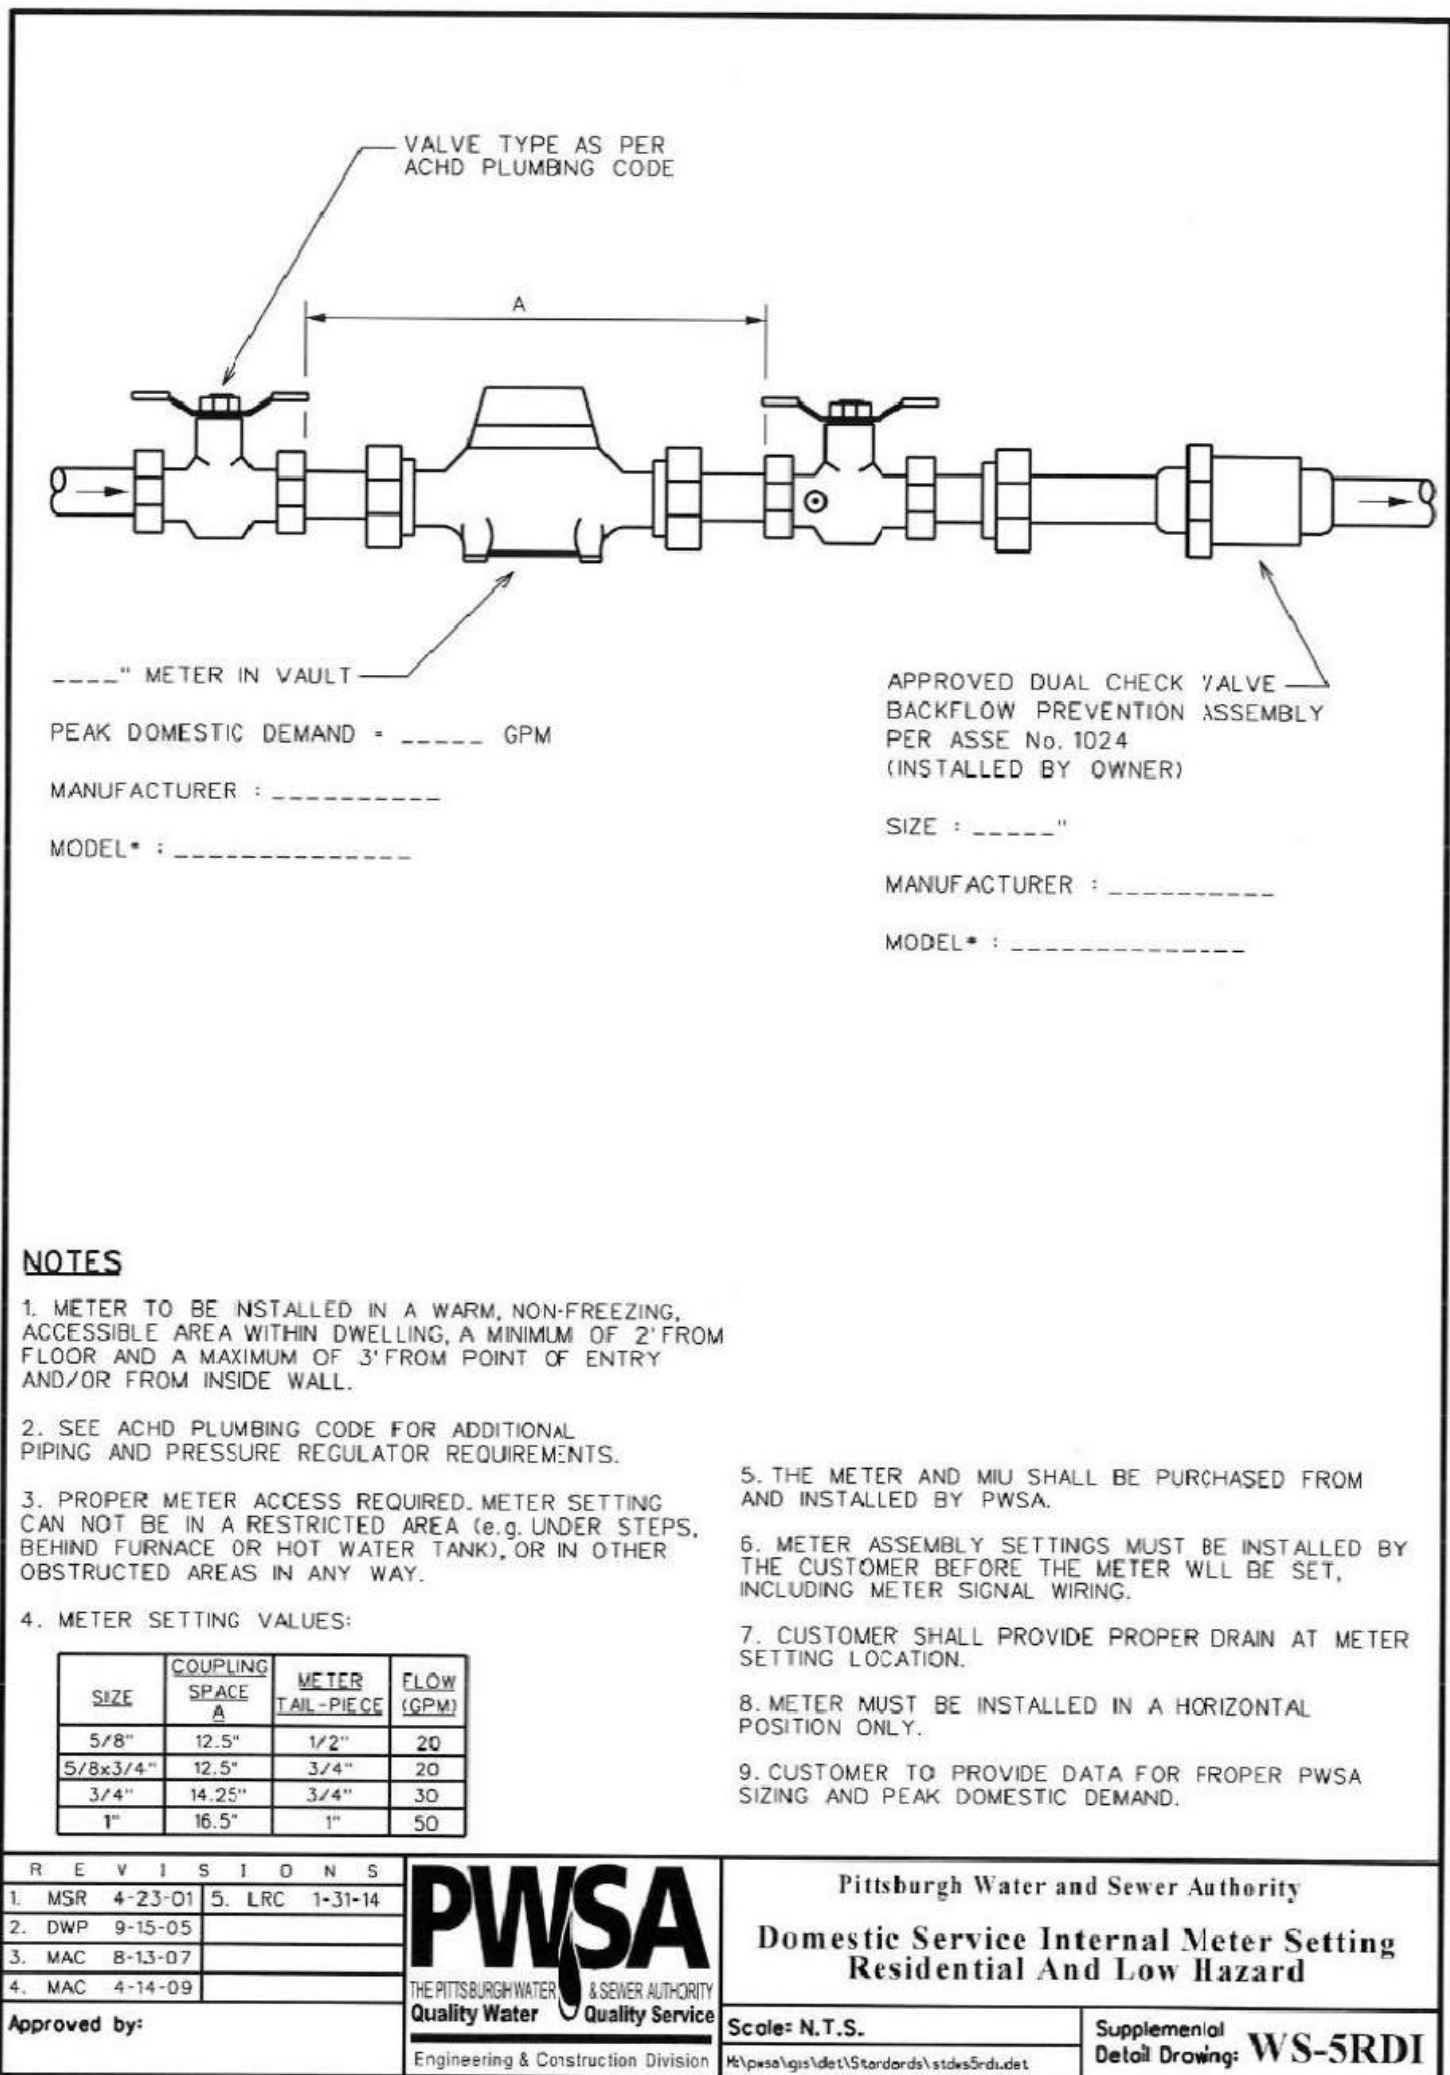 VALVE TYPE AS PER
ACHD PLUMBING CODE
A
____" METER IN VAULT
PEAK DOMESTIC DEMAND = _____ GPM
MANUFACTURER : __________
MODEL* : ______________
APPROVED DUAL CHECK VALVE
BACKFLOW PREVENTION ASSEMBLY
PER ASSE No. 1024
(INSTALLED BY OWNER)
SIZE : _____"
MANUFACTURER : __________
MODEL* : ______________
NOTES
1. METER TO BE INSTALLED IN A WARM, NON-FREEZING,
ACCESSIBLE AREA WITHIN DWELLING, A MINIMUM OF 2' FROM
FLOOR AND A MAXIMUM OF 3' FROM POINT OF ENTRY
AND/OR FROM INSIDE WALL.
2. SEE ACHD PLUMBING CODE FOR ADDITIONAL
PIPING AND PRESSURE REGULATOR REQUIREMENTS.
3. PROPER METER ACCESS REQUIRED. METER SETTING
CAN NOT BE IN A RESTRICTED AREA (e.g. UNDER STEPS,
BEHIND FURNACE OR HOT WATER TANK), OR IN OTHER
OBSTRUCTED AREAS IN ANY WAY.
4. METER SETTING VALUES:
SIZE COUPLING SPACE A METER TAIL-PIECE FLOW (GPM)
5/8" 12.5" 1/2" 20
5/8x3/4" 12.5" 3/4" 20
3/4" 14.25" 3/4" 30
1" 16.5" 1" 50
5. THE METER AND MIU SHALL BE PURCHASED FROM
AND INSTALLED BY PWSA.
6. METER ASSEMBLY SETTINGS MUST BE INSTALLED BY
THE CUSTOMER BEFORE THE METER WLL BE SET,
INCLUDING METER SIGNAL WIRING.
7. CUSTOMER SHALL PROVIDE PROPER DRAIN AT METER
SETTING LOCATION.
8. METER MUST BE INSTALLED IN A HORIZONTAL
POSITION ONLY.
9. CUSTOMER TO PROVIDE DATA FOR PROPER PWSA
SIZING AND PEAK DOMESTIC DEMAND.
REVISIONS
1. MSR 4-23-01 5. LRC 1-31-14
2. DWP 9-15-05
3. MAC 8-13-07
4. MAC 4-14-09
Approved by:
PWSA
THE PITTSBURGH WATER & SEWER AUTHORITY
Quality Water Quality Service
Engineering & Construction Division
Pittsburgh Water and Sewer Authority
Domestic Service Internal Meter Setting
Residential And Low Hazard
Scale: N.T.S.
M:\pwsa\gis\det\Standards\stdws5rdi.det
Supplemental
Detail Drawing: WS-5RDI